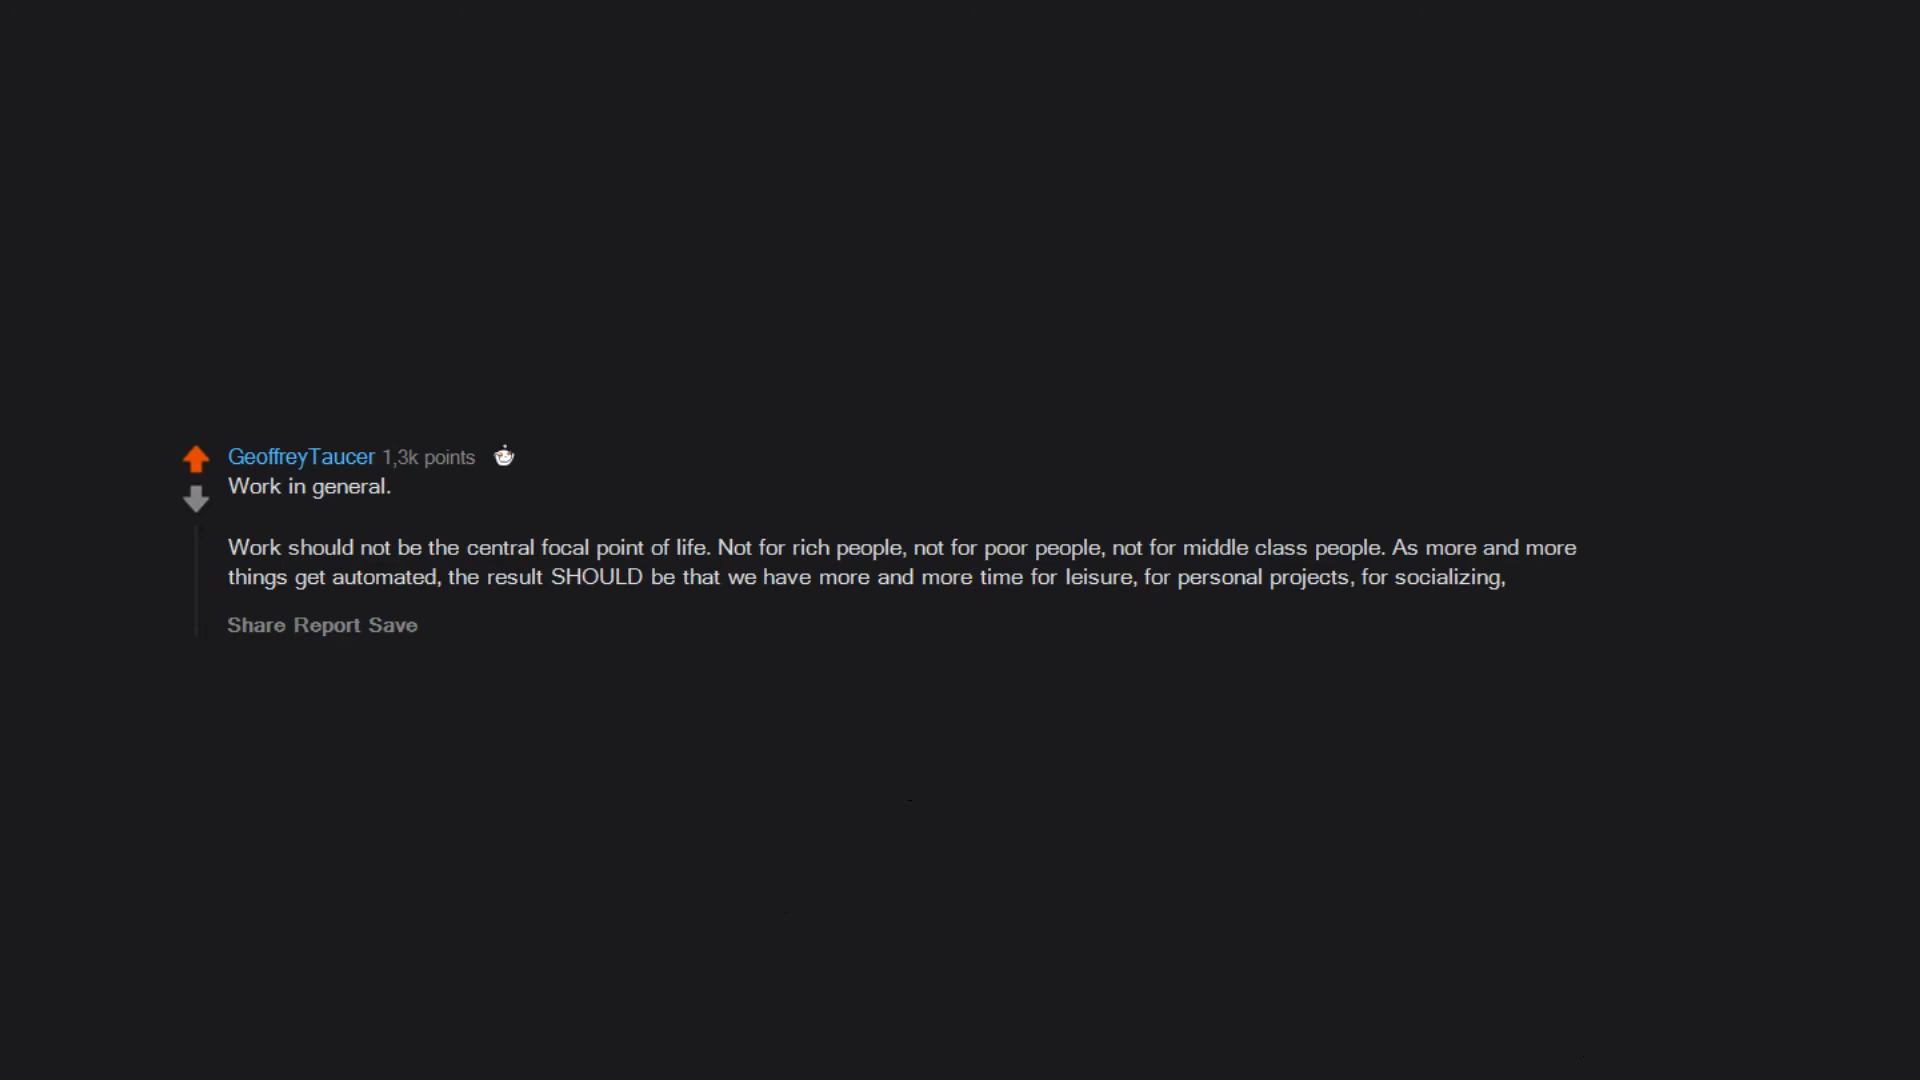 GeoffreyTaucer 1,3k points
Work in general.
Work should not be the central focal point of life. Not for rich people, not for poor people, not for middle class people. As more and more
things get automated, the result SHOULD be that we have more and more time for leisure, for personal projects, for socializing,
Share Report Save